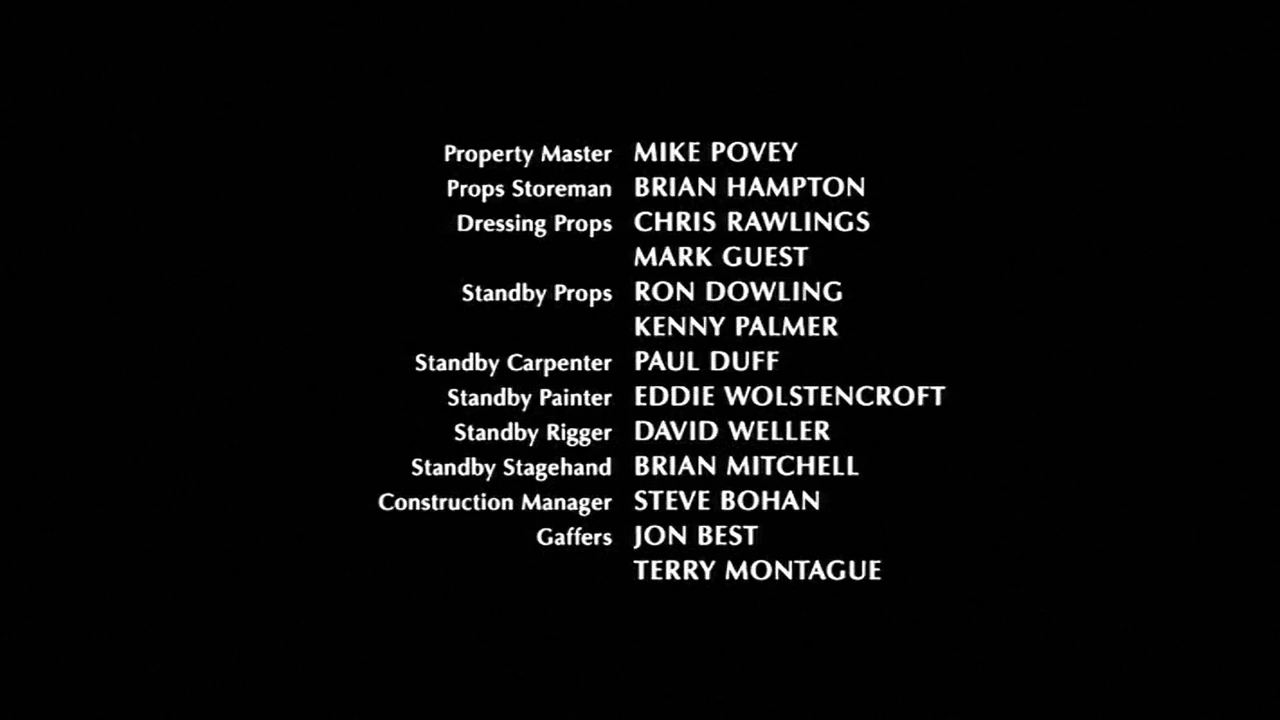 Property Master MIKE POVEY
Props Storeman BRIAN HAMPTON
Dressing Props CHRIS RAWLINGS
MARK GUEST
Standby Props RON DOWLING
KENNY PALMER
Standby Carpenter PAUL DUFF
Standby Painter EDDIE WOLSTENCROFT
Standby Rigger DAVID WELLER
Standby Stagehand BRIAN MITCHELL
Construction Manager STEVE BOHAN
Gaffers JON BEST
TERRY MONTAGUE